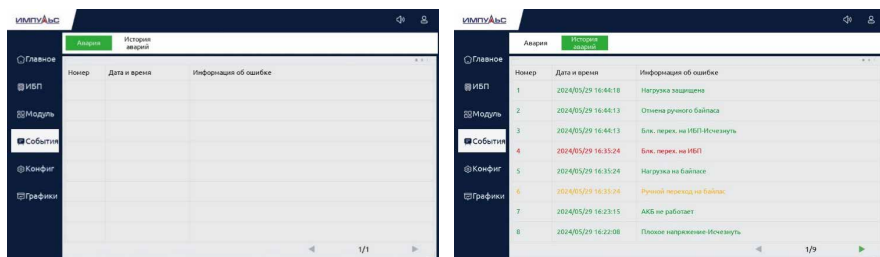 ИМПУЛЬС
Авария
История
аварий
Главное
ИБП
Модуль
События
Конфиг
Графики
Номер Дата и время Информация об ошибке
1/1
ИМПУЛЬС
Авария
История
аварий
Главное
ИБП
Модуль
События
Конфиг
Графики
Номер Дата и время Информация об ошибке
1 2024/05/29 16:44:18 Нагрузка защищена
2 2024/05/29 16:44:13 Отмена ручного байпаса
3 2024/05/29 16:44:13 Блк. перех. на ИБП-Исчезнуть
4 2024/05/29 16:35:24 Блк. перех. на ИБП
5 2024/05/29 16:35:24 Нагрузка на байпасе
6 2024/05/29 16:35:24 Ручной переход на байпас
7 2024/05/29 16:23:15 АКБ не работает
8 2024/05/29 16:22:08 Плохое напряжение-Исчезнуть
1/9